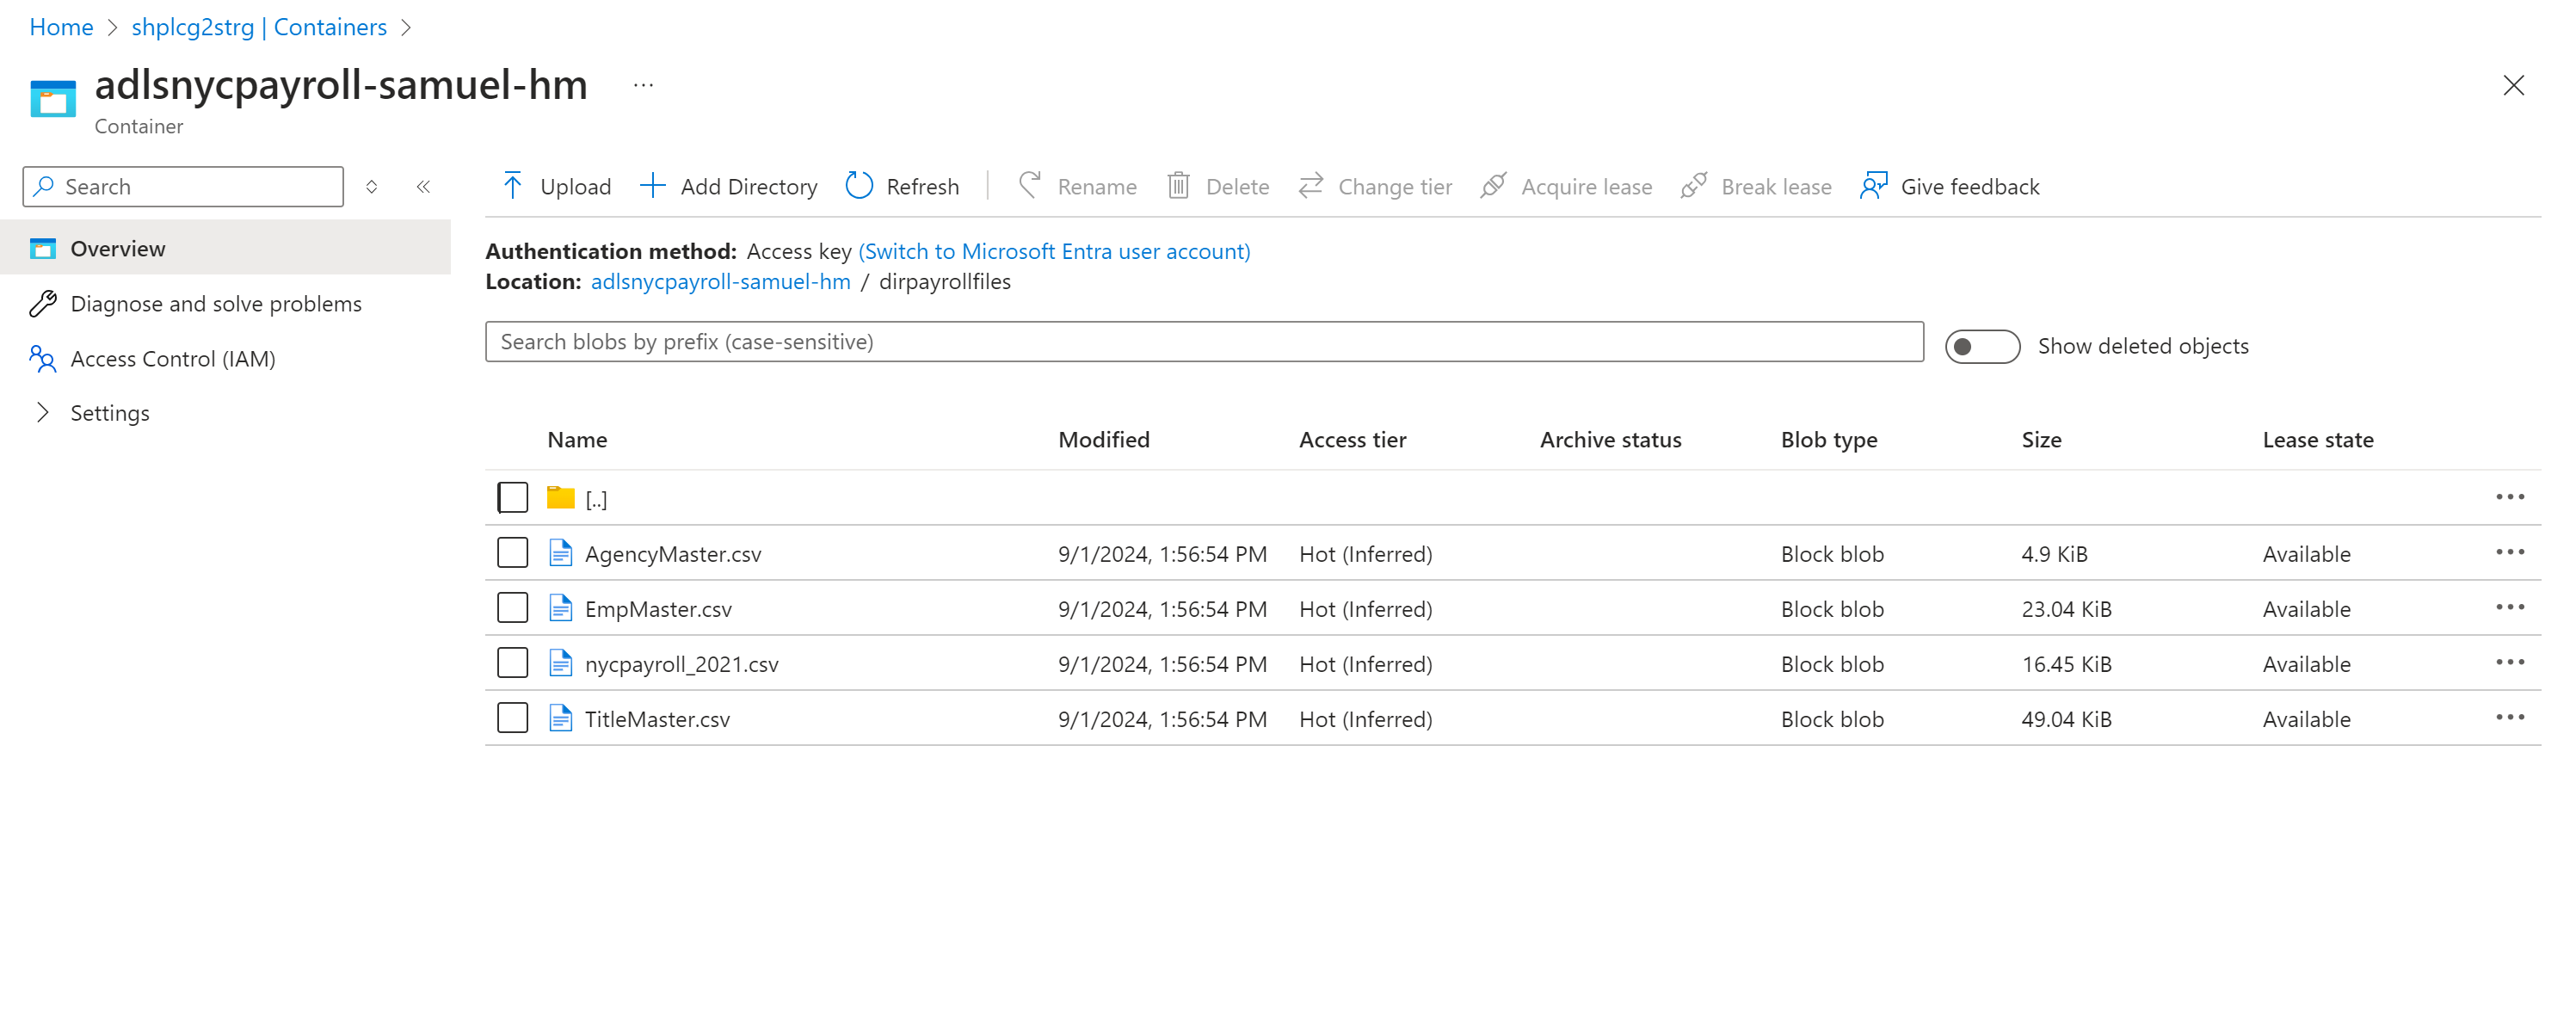 Home > shplcg2strg | Containers >
adlsnycpayroll-samuel-hm ...
Container
Search
Upload Add Directory Refresh Rename Delete Change tier Acquire lease Break lease Give feedback
Overview
Diagnose and solve problems
Access Control (IAM)
Settings
Authentication method: Access key (Switch to Microsoft Entra user account)
Location: adlsnycpayroll-samuel-hm / dirpayrollfiles
Search blobs by prefix (case-sensitive)
Show deleted objects
Name Modified Access tier Archive status Blob type Size Lease state
[..]
AgencyMaster.csv 9/1/2024, 1:56:54 PM Hot (Inferred) Block blob 4.9 KiB Available
EmpMaster.csv 9/1/2024, 1:56:54 PM Hot (Inferred) Block blob 23.04 KiB Available
nycpayroll_2021.csv 9/1/2024, 1:56:54 PM Hot (Inferred) Block blob 16.45 KiB Available
TitleMaster.csv 9/1/2024, 1:56:54 PM Hot (Inferred) Block blob 49.04 KiB Available